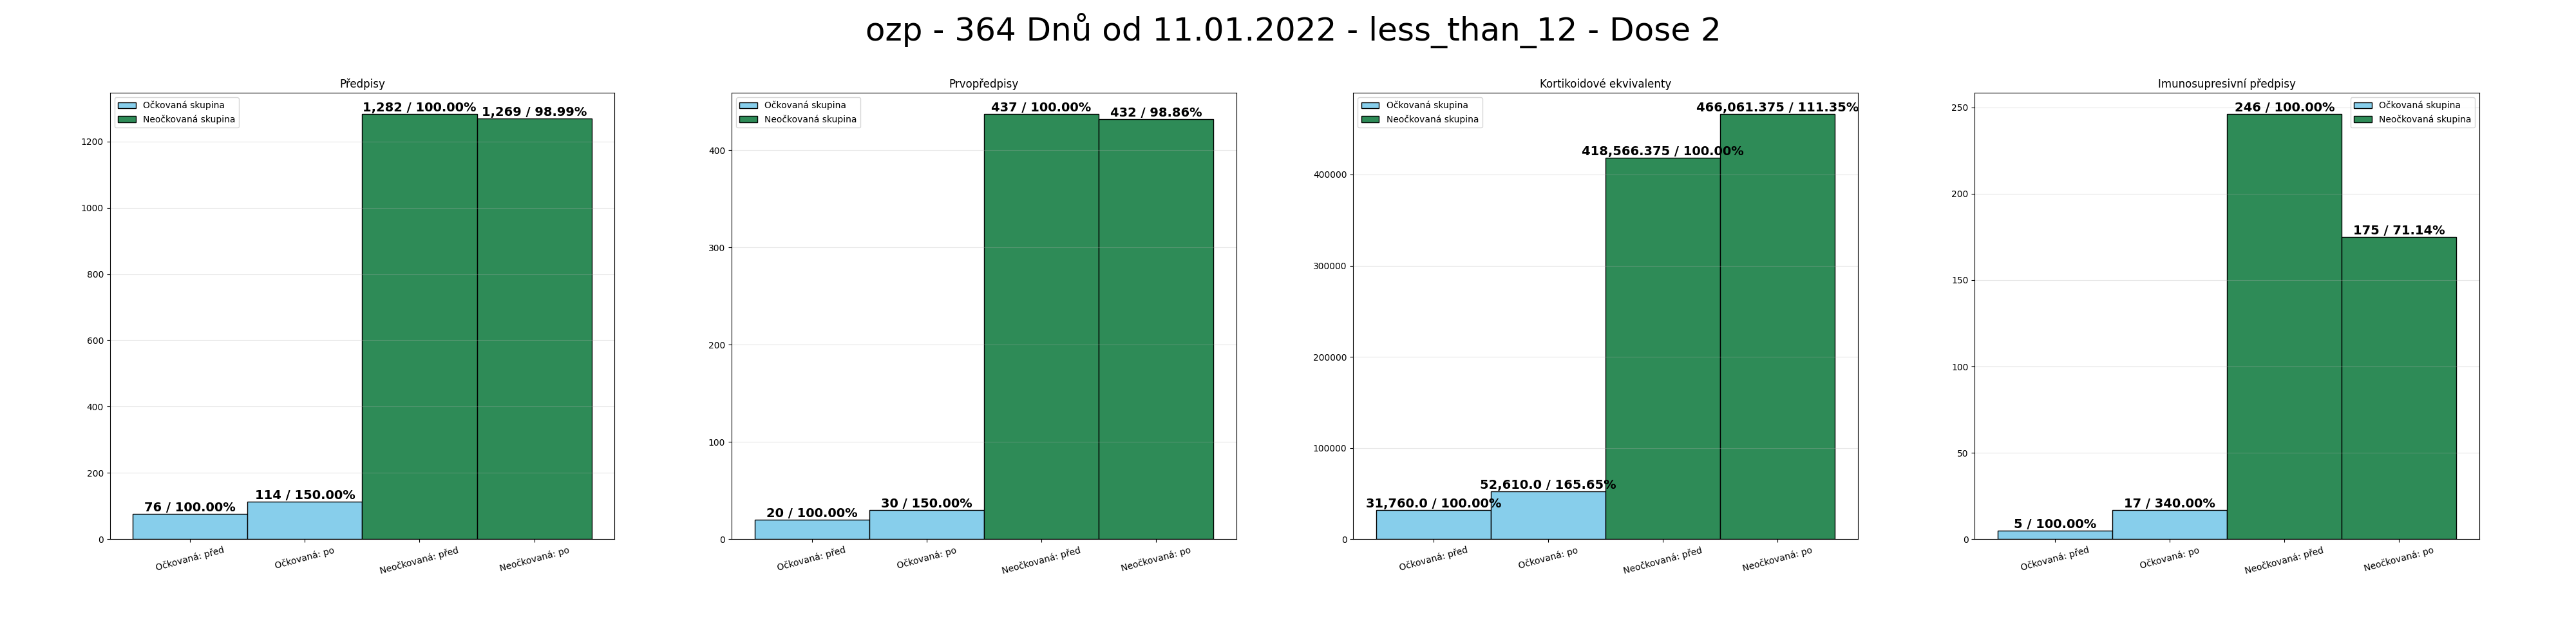 ozp - 364 Dnů od 11.01.2022 - less_than_12 - Dose 2
Předpisy
Očkovaná skupina
Neočkovaná skupina
1,282 / 100.00%
1,269 / 98.99%
76 / 100.00%
114 / 150.00%
1200
1000
800
600
400
200
0
Očkovaná: před
Očkovaná: po
Neočkovaná: před
Neočkovaná: po
Prvopředpisy
Očkovaná skupina
Neočkovaná skupina
437 / 100.00%
432 / 98.86%
20 / 100.00%
30 / 150.00%
400
300
200
100
0
Očkovaná: před
Očkovaná: po
Neočkovaná: před
Neočkovaná: po
Kortikoidové ekvivalenty
Očkovaná skupina
Neočkovaná skupina
466,061.375 / 111.35%
418,566.375 / 100.00%
52,610.0 / 165.65%
31,760.0 / 100.00%
400000
300000
200000
100000
0
Očkovaná: před
Očkovaná: po
Neočkovaná: před
Neočkovaná: po
Imunosupresivní předpisy
Očkovaná skupina
Neočkovaná skupina
246 / 100.00%
175 / 71.14%
17 / 340.00%
5 / 100.00%
250
200
150
100
50
0
Očkovaná: před
Očkovaná: po
Neočkovaná: před
Neočkovaná: po